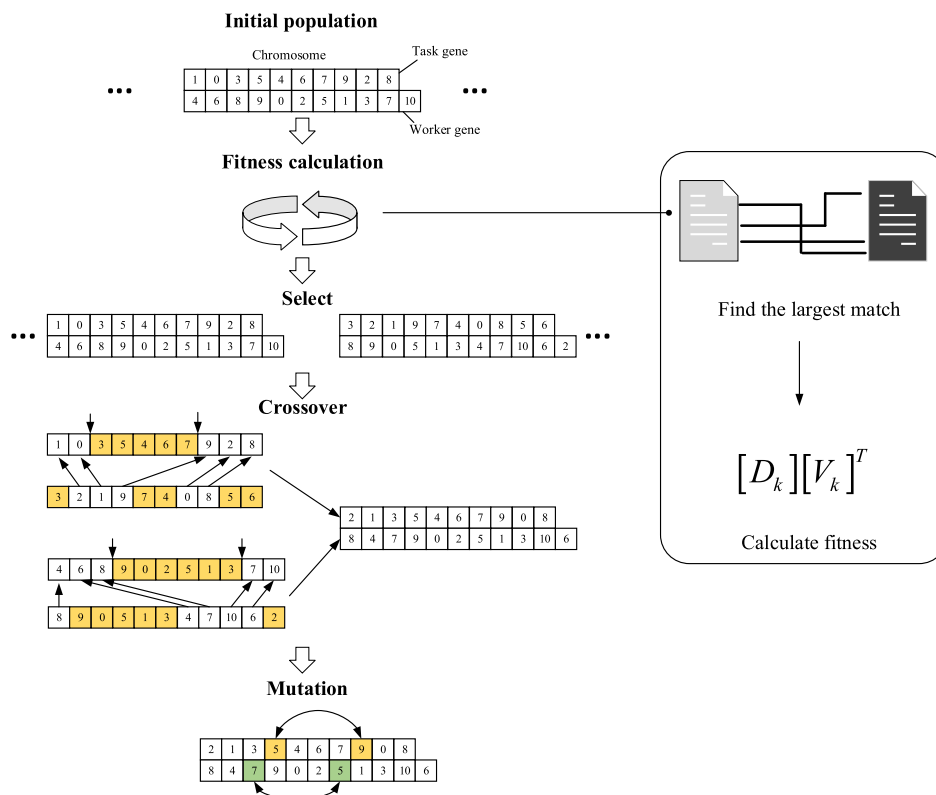 Initial population
Chromosome
Task gene
1 0 3 5 4 6 7 9 2 8
4 6 8 9 0 2 5 1 3 7 10
Worker gene
Fitness calculation
Select
1 0 3 5 4 6 7 9 2 8
4 6 8 9 0 2 5 1 3 7 10
3 2 1 9 7 4 0 8 5 6
8 9 0 5 1 3 4 7 10 6 2
Crossover
1 0 3 5 4 6 7 9 2 8
3 2 1 9 7 4 0 8 5 6
4 6 8 9 0 2 5 1 3 7 10
8 9 0 5 1 3 4 7 10 6 2
2 1 3 5 4 6 7 9 0 8
8 4 7 9 0 2 5 1 3 10 6
Mutation
2 1 3 5 4 6 7 9 0 8
8 4 7 9 0 2 5 1 3 10 6
Find the largest match
[D_k][V_k]^T
Calculate fitness